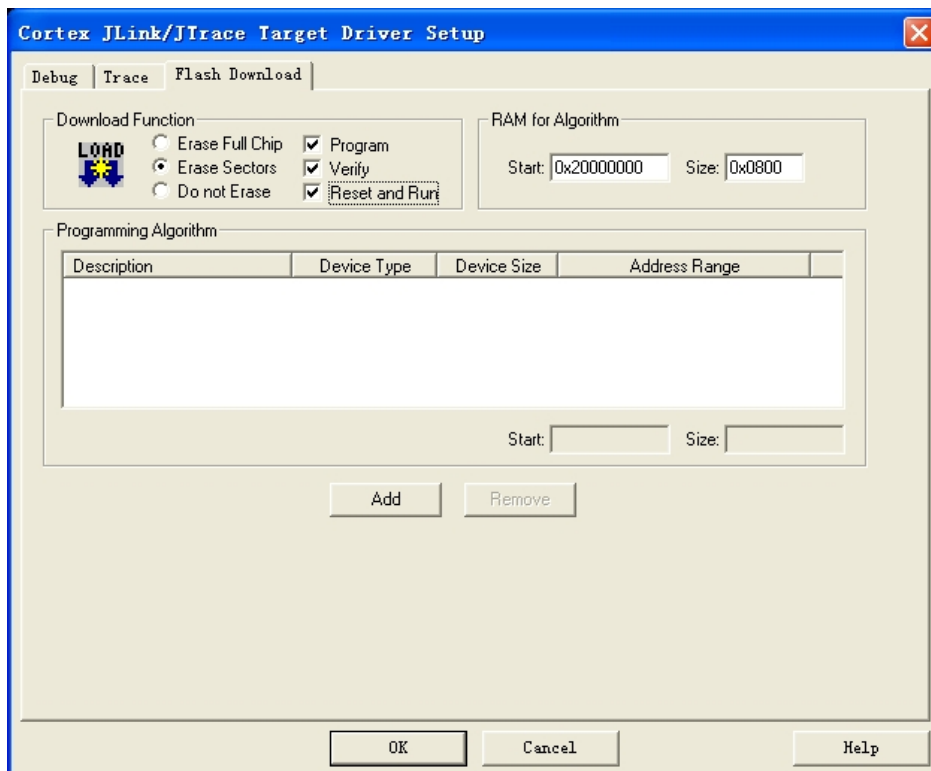 Cortex JLink/JTrace Target Driver Setup
Debug Trace Flash Download
Download Function
LOAD
Erase Full Chip
Erase Sectors
Do not Erase
Program
Verify
Reset and Run
RAM for Algorithm
Start: 0x20000000 Size: 0x0800
Programming Algorithm
Description Device Type Device Size Address Range
Start: Size:
Add Remove
OK Cancel Help